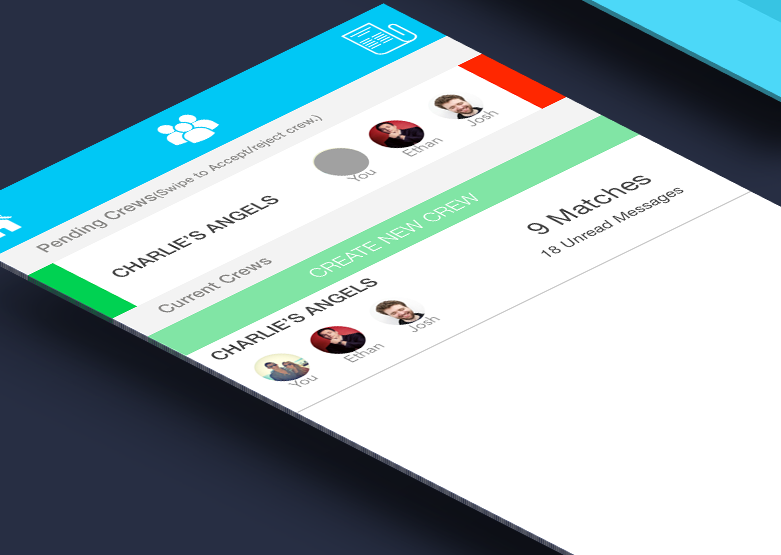 Pending Crews(Swipe to Accept/reject crew.)
CHARLIE'S ANGELS
You
Ethan
Josh
Current Crews
CREATE NEW CREW
CHARLIE'S ANGELS
You
Ethan
Josh
9 Matches
18 Unread Messages